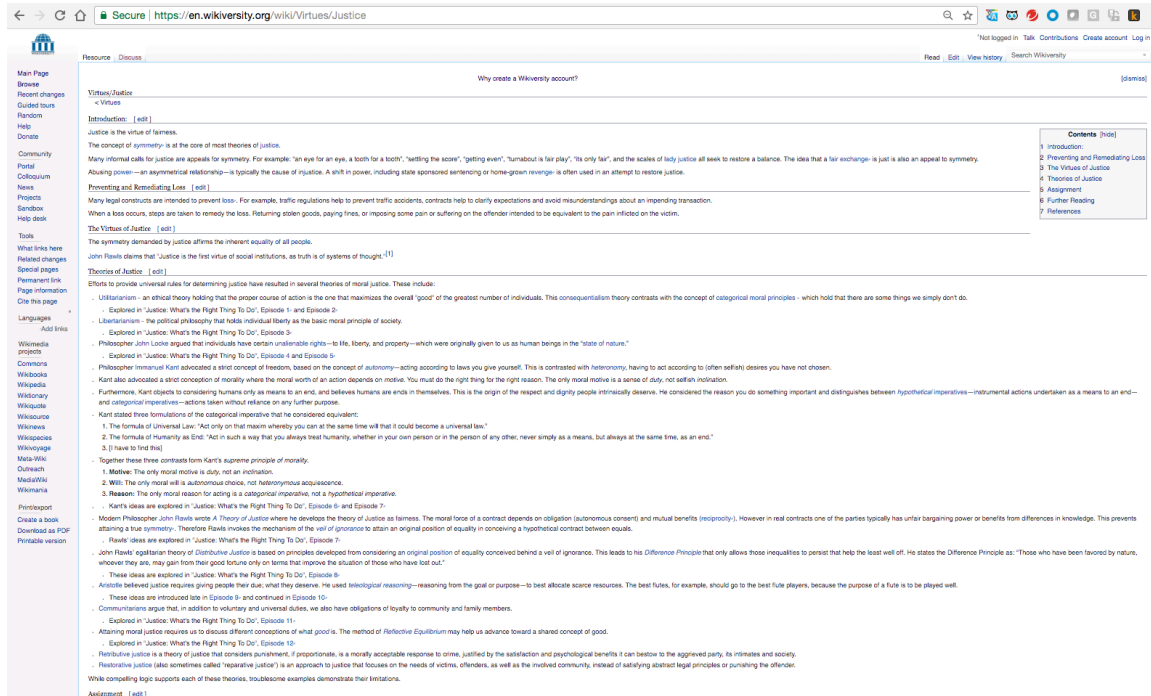 Secure | https://en.wikiversity.org/wiki/Virtues/Justice
Not logged in Talk Contributions Create account Log in
Resource Discuss
Read Edit View history Search Wikiversity
Why create a Wikiversity account?
[dismiss]
Main Page
Browse
Recent changes
Guided tours
Random
Help
Donate
Community
Portal
Colloquium
News
Projects
Sandbox
Help desk
Tools
What links here
Related changes
Special pages
Permanent link
Page information
Cite this page
Languages
Add links
Wikimedia
projects
Commons
Wikibooks
Wikipedia
Wiktionary
Wikiquote
Wikisource
Wikinews
Wikispecies
Wikivoyage
Meta-Wiki
Outreach
MediaWiki
Wikimania
Print/export
Create a book
Download as PDF
Printable version
Virtues/Justice
< Virtues
Introduction: [ edit ]
Justice is the virtue of fairness.
The concept of symmetry- is at the core of most theories of justice.
Many informal calls for justice are appeals for symmetry. For example: "an eye for an eye, a tooth for a tooth", "settling the score", "getting even", "turnabout is fair play", "its only fair", and the scales of lady justice all seek to restore a balance. The idea that a fair exchange- is just is also an appeal to symmetry.
Abusing power-—an asymmetrical relationship—is typically the cause of injustice. A shift in power, including state sponsored sentencing or home-grown revenge- is often used in an attempt to restore justice.
Contents [hide]
1 Introduction:
2 Preventing and Remediating Loss
3 The Virtues of Justice
4 Theories of Justice
5 Assignment
6 Further Reading
7 References
Preventing and Remediating Loss [ edit ]
Many legal constructs are intended to prevent loss-. For example, traffic regulations help to prevent traffic accidents, contracts help to clarify expectations and avoid misunderstandings about an impending transaction.
When a loss occurs, steps are taken to remedy the loss. Returning stolen goods, paying fines, or imposing some pain or suffering on the offender intended to be equivalent to the pain inflicted on the victim.
The Virtues of Justice [ edit ]
The symmetry demanded by justice affirms the inherent equality of all people.
John Rawls claims that "Justice is the first virtue of social institutions, as truth is of systems of thought."[1]
Theories of Justice [ edit ]
Efforts to provide universal rules for determining justice have resulted in several theories of moral justice. These include:
Utilitarianism - an ethical theory holding that the proper course of action is the one that maximizes the overall "good" of the greatest number of individuals. This consequentialism theory contrasts with the concept of categorical moral principles - which hold that there are some things we simply don't do.
Explored in "Justice: What's the Right Thing To Do", Episode 1- and Episode 2-
Libertarianism - the political philosophy that holds individual liberty as the basic moral principle of society.
Explored in "Justice: What's the Right Thing To Do", Episode 3-
Philosopher John Locke argued that individuals have certain unalienable rights—to life, liberty, and property—which were originally given to us as human beings in the "state of nature."
Explored in "Justice: What's the Right Thing To Do", Episode 4 and Episode 5-
Philosopher Immanuel Kant advocated a strict concept of freedom, based on the concept of autonomy—acting according to laws you give yourself. This is contrasted with heteronomy, having to act according to (often selfish) desires you have not chosen.
Kant also advocated a strict conception of morality where the moral worth of an action depends on motive. You must do the right thing for the right reason. The only moral motive is a sense of duty, not selfish inclination.
Furthermore, Kant objects to considering humans only as means to an end, and believes humans are ends in themselves. This is the origin of the respect and dignity people intrinsically deserve. He considered the reason you do something important and distinguishes between hypothetical imperatives—instrumental actions undertaken as a means to an end—
and categorical imperatives—actions taken without reliance on any further purpose.
Kant stated three formulations of the categorical imperative that he considered equivalent:
1. The formula of Universal Law: "Act only on that maxim whereby you can at the same time will that it could become a universal law."
2. The formula of Humanity as End: "Act in such a way that you always treat humanity, whether in your own person or in the person of any other, never simply as a means, but always at the same time, as an end."
3. [I have to find this]
Together these three contrasts form Kant's supreme principle of morality.
1. Motive: The only moral motive is duty, not an inclination.
2. Will: The only moral will is autonomous choice, not heteronymous acquiescence.
3. Reason: The only moral reason for acting is a categorical imperative, not a hypothetical imperative.
Kant's ideas are explored in "Justice: What's the Right Thing To Do", Episode 6- and Episode 7-
Modern Philosopher John Rawls wrote A Theory of Justice where he develops the theory of Justice as fairness. The moral force of a contract depends on obligation (autonomous consent) and mutual benefits (reciprocity-). However in real contracts one of the parties typically has unfair bargaining power or benefits from differences in knowledge. This prevents
attaining a true symmetry-. Therefore Rawls invokes the mechanism of the veil of ignorance to attain an original position of equality in conceiving a hypothetical contract between equals.
Rawls' ideas are explored in "Justice: What's the Right Thing To Do", Episode 7-
John Rawls' egalitarian theory of Distributive Justice is based on principles developed from considering an original position of equality conceived behind a veil of ignorance. This leads to his Difference Principle that only allows those inequalities to persist that help the least well off. He states the Difference Principle as: "Those who have been favored by nature,
whoever they are, may gain from their good fortune only on terms that improve the situation of those who have lost out."
These ideas are explored in "Justice: What's the Right Thing To Do", Episode 8-
Aristotle believed justice requires giving people their due; what they deserve. He used teleological reasoning—reasoning from the goal or purpose—to best allocate scarce resources. The best flutes, for example, should go to the best flute players, because the purpose of a flute is to be played well.
These ideas are introduced late in Episode 9- and continued in Episode 10-
Communitarians argue that, in addition to voluntary and universal duties, we also have obligations of loyalty to community and family members.
Explored in "Justice: What's the Right Thing To Do", Episode 11-
Attaining moral justice requires us to discuss different conceptions of what good is. The method of Reflective Equilibrium may help us advance toward a shared concept of good.
Explored in "Justice: What's the Right Thing To Do", Episode 12-
Retributive justice is a theory of justice that considers punishment, if proportionate, is a morally acceptable response to crime, justified by the satisfaction and psychological benefits it can bestow to the aggrieved party, its intimates and society.
Restorative justice (also sometimes called "reparative justice") is an approach to justice that focuses on the needs of victims, offenders, as well as the involved community, instead of satisfying abstract legal principles or punishing the offender.
While compelling logic supports each of these theories, troublesome examples demonstrate their limitations.
Assignment [ edit ]